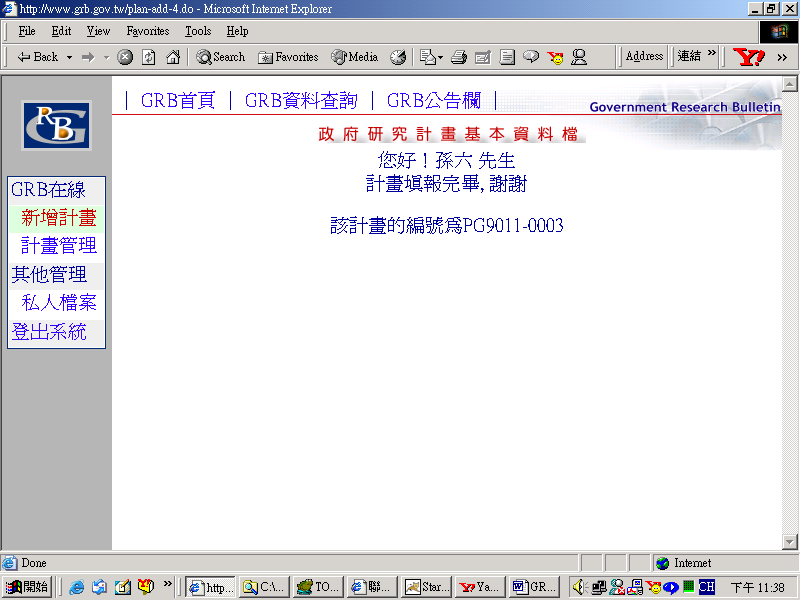 http://www.grb.gov.tw/plan-add-4.do - Microsoft Internet Explorer
File Edit View Favorites Tools Help
Back Search Favorites Media Address 連結 » Y! »
| GRB首頁 | GRB資料查詢 | GRB公告欄 |
Government Research Bulletin
GRB
政府研究計畫基本資料檔
您好！孫六 先生
計畫填報完畢,謝謝
該計畫的編號為PG9011-0003
GRB在線
新增計畫
計畫管理
其他管理
私人檔案
登出系統
Done Internet
開始 » http... C:\... TO... 聯... Star... Ya... GR... CH 下午 11:38